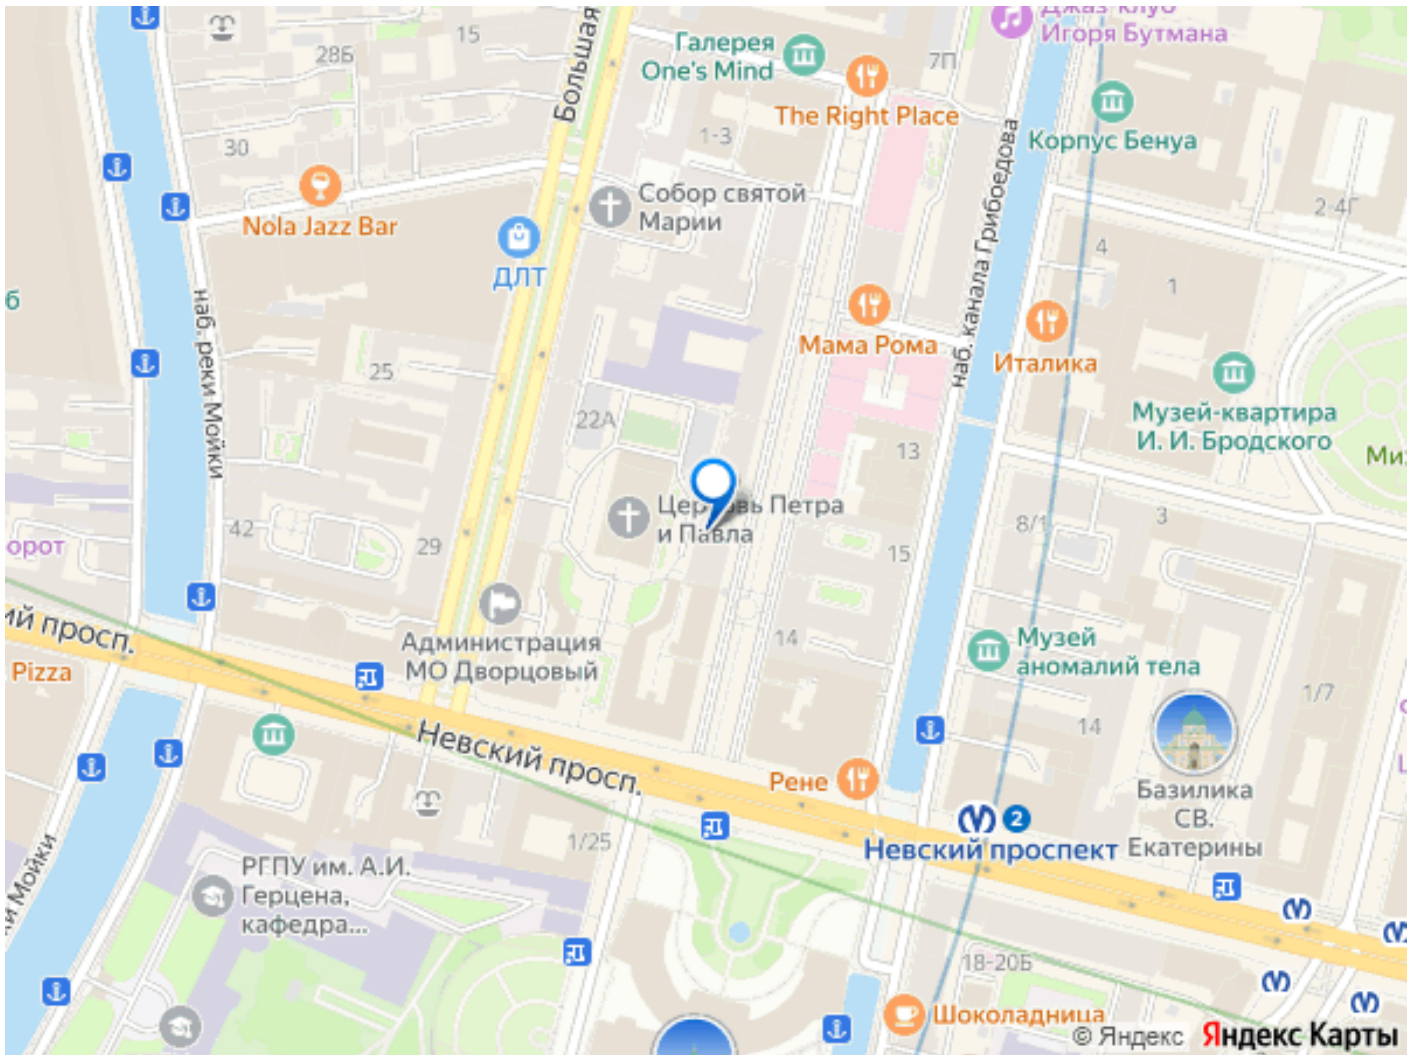 Джаз-клуб
Игоря Бутмана
15
Большая
Галерея
One's Mind
7П
28Б
The Right Place
1-3
Корпус Бенуа
30
Nola Jazz Bar
Собор святой
Марии
2-4Г
ДЛТ
4
1
б
наб. реки Мойки
наб. канала Грибоедова
Мама Рома
Италика
25
22А
Музей-квартира
И. И. Бродского
13
Ми
Церковь Петра
и Павла
42
29
8/1
3
орот
15
ий просп.
Администрация
МО Дворцовый
14
Музей
аномалий тела
Pizza
1/7
14
Невский просп.
Рене
Базилика
св.
Екатерины
2
Невский проспект
1/25
РГПУ им. А.И.
Герцена,
кафедра...
ки Мойки
18-20Б
Шоколадница
© Яндекс Яндекс Карты